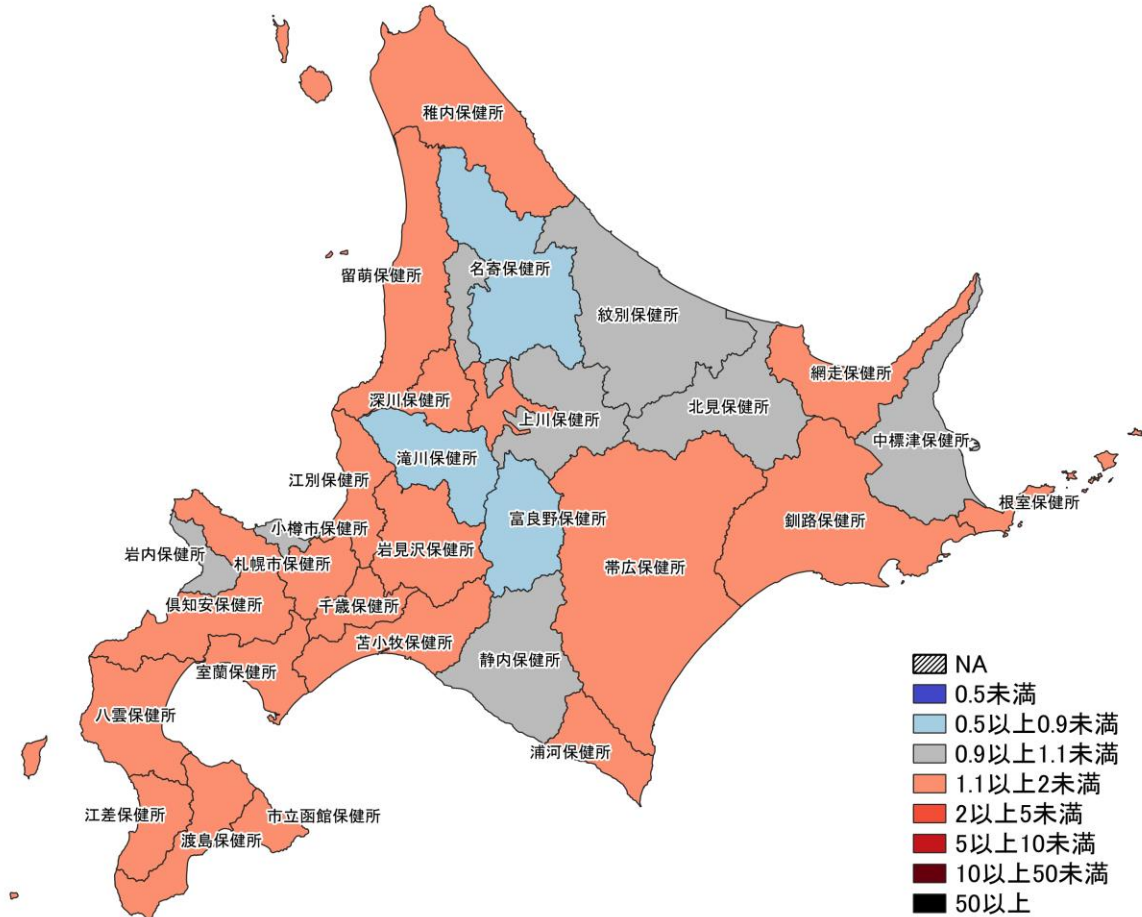 稚内保健所
名寄保健所
留萌保健所
紋別保健所
網走保健所
深川保健所
北見保健所
上川保健所
中標津保健所
滝川保健所
江別保健所
根室保健所
富良野保健所
釧路保健所
小樽市保健所
岩見沢保健所
岩内保健所
札幌市保健所
帯広保健所
倶知安保健所
千歳保健所
苫小牧保健所
静内保健所
室蘭保健所
八雲保健所
浦河保健所
江差保健所
市立函館保健所
渡島保健所
NA
0.5未満
0.5以上0.9未満
0.9以上1.1未満
1.1以上2未満
2以上5未満
5以上10未満
10以上50未満
50以上